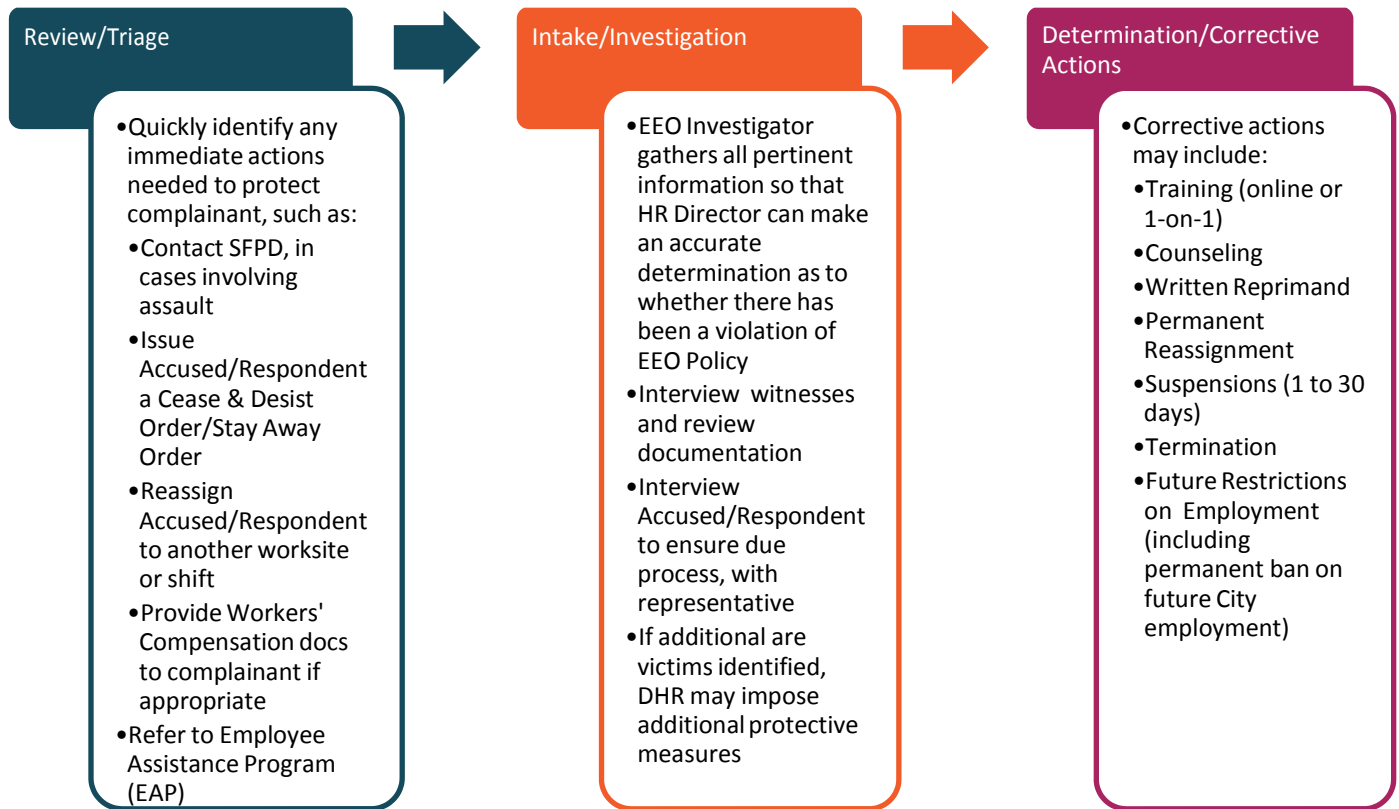 Review/Triage
•Quickly identify any
immediate actions
needed to protect
complainant, such as:
•Contact SFPD, in
cases involving
assault
•Issue
Accused/Respondent
a Cease & Desist
Order/Stay Away
Order
•Reassign
Accused/Respondent
to another worksite
or shift
•Provide Workers'
Compensation docs
to complainant if
appropriate
•Refer to Employee
Assistance Program
(EAP)
Intake/Investigation
•EEO Investigator
gathers all pertinent
information so that
HR Director can make
an accurate
determination as to
whether there has
been a violation of
EEO Policy
•Interview witnesses
and review
documentation
•Interview
Accused/Respondent
to ensure due
process, with
representative
•If additional are
victims identified,
DHR may impose
additional protective
measures
Determination/Corrective
Actions
•Corrective actions
may include:
•Training (online or
1-on-1)
•Counseling
•Written Reprimand
•Permanent
Reassignment
•Suspensions (1 to 30
days)
•Termination
•Future Restrictions
on Employment
(including
permanent ban on
future City
employment)